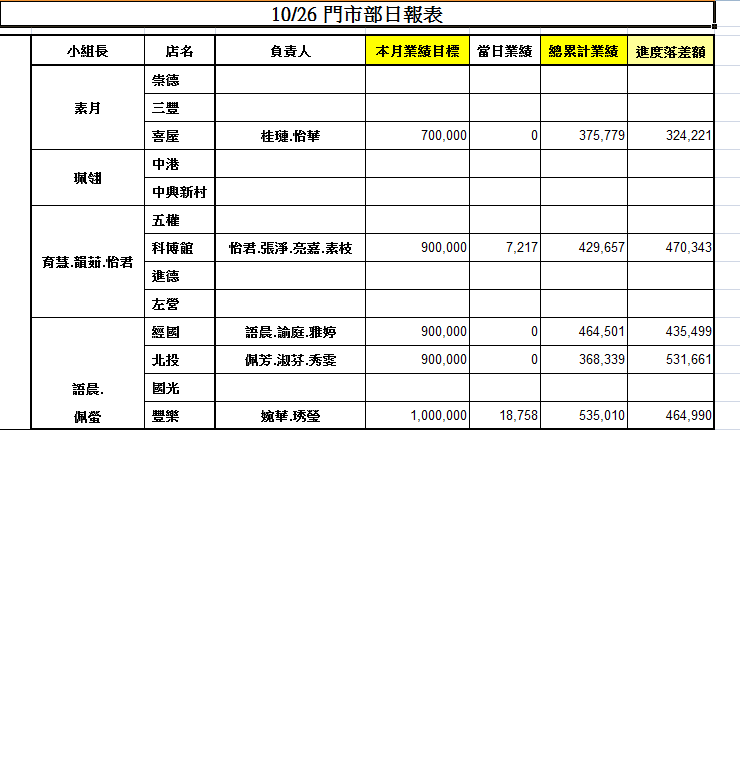 10/26 門市部日報表
小組長 店名 負責人 本月業績目標 當日業績 總累計業績 進度落差額
崇德
素月 三豐
喜屋 桂璉.怡華 700,000 0 375,779 324,221
珮翎 中港
中興新村
五權
科博館 怡君.張淨.亮嘉.素枝 900,000 7,217 429,657 470,343
育慧.韻茹.怡君 進德
左營
經國 語晨.諭庭.雅婷 900,000 0 464,501 435,499
北投 佩芳.淑芬.秀雯 900,000 0 368,339 531,661
語晨. 國光
佩螢 豐樂 婉華.琇瑩 1,000,000 18,758 535,010 464,990